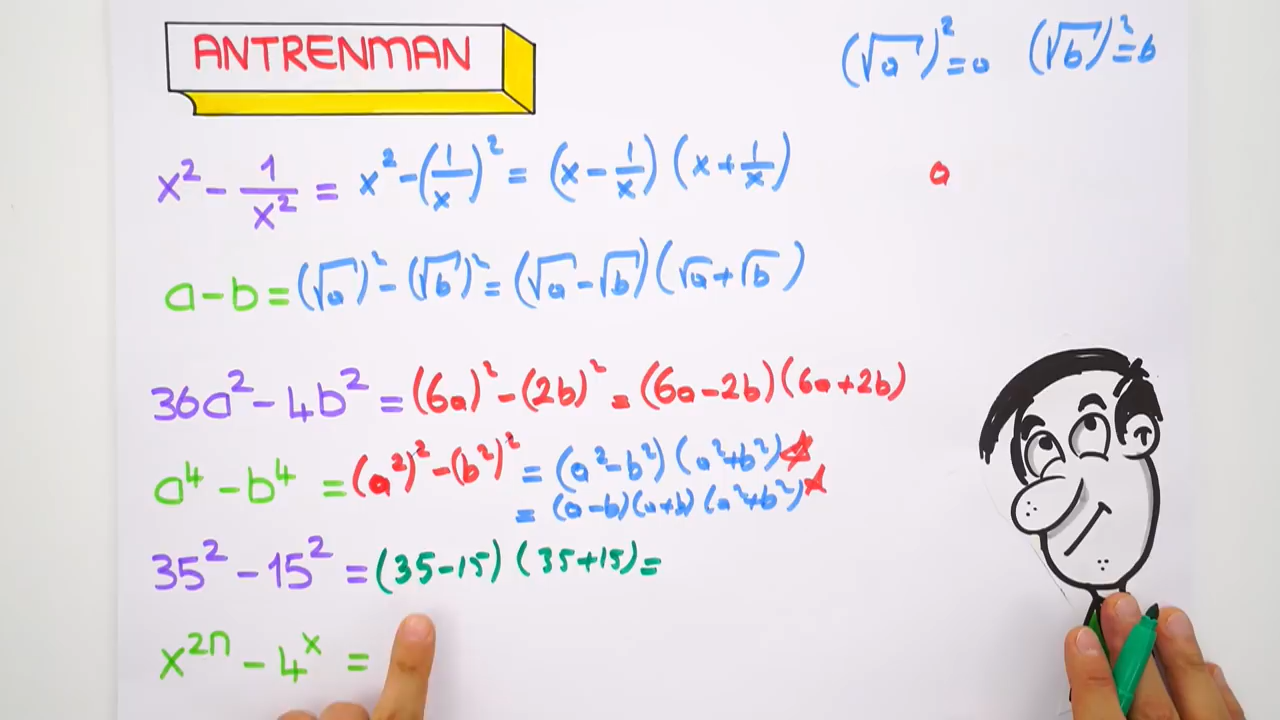 ANTRENMAN
(√a)² = a (√b)² = b
x² - 1/x² = x² - (1/x)² = (x - 1/x) (x + 1/x)
a
a - b = (√a)² - (√b)² = (√a - √b) (√a + √b)
36a² - 4b² = (6a)² - (2b)² = (6a - 2b) (6a + 2b)
a⁴ - b⁴ = (a²)² - (b²)² = (a² - b²) (a² + b²)
= (a - b) (a + b) (a² + b²)
35² - 15² = (35 - 15) (35 + 15) =
x²ⁿ - 4ˣ =